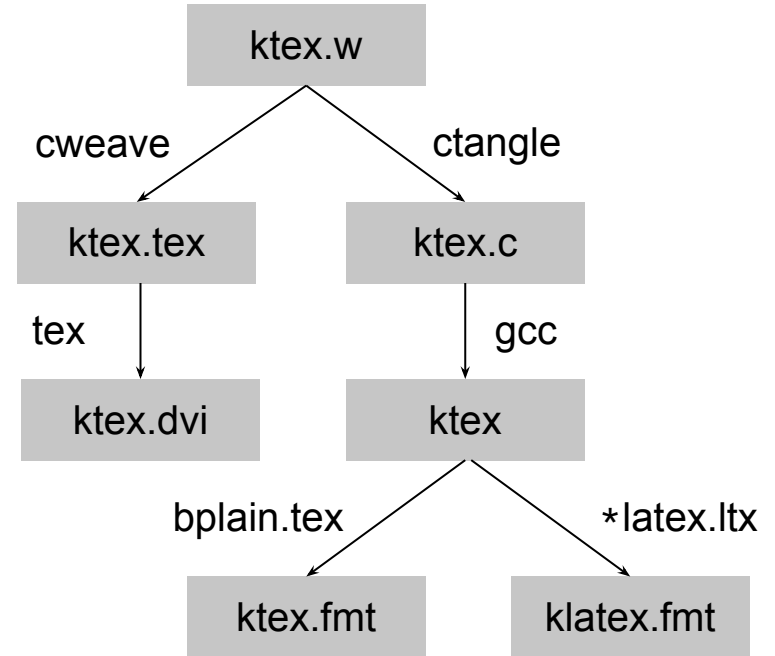 ktex.w
cweave
ctangle
ktex.tex
ktex.c
tex
gcc
ktex.dvi
ktex
bplain.tex
*latex.ltx
ktex.fmt
klatex.fmt